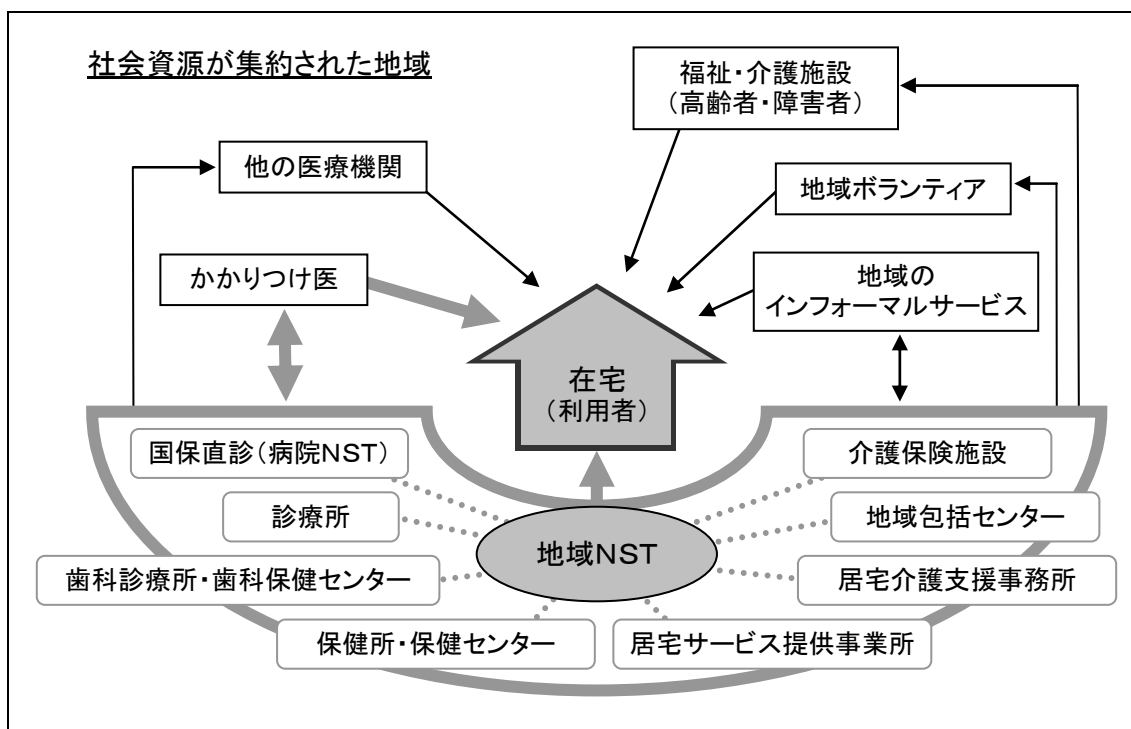 社会資源が集約された地域
福祉・介護施設
（高齢者・障害者）
他の医療機関
地域ボランティア
かかりつけ医
地域の
インフォーマルサービス
在宅
（利用者）
国保直診（病院ＮＳＴ）
介護保険施設
診療所
地域包括センター
地域ＮＳＴ
歯科診療所・歯科保健センター
居宅介護支援事務所
保健所・保健センター
居宅サービス提供事業所